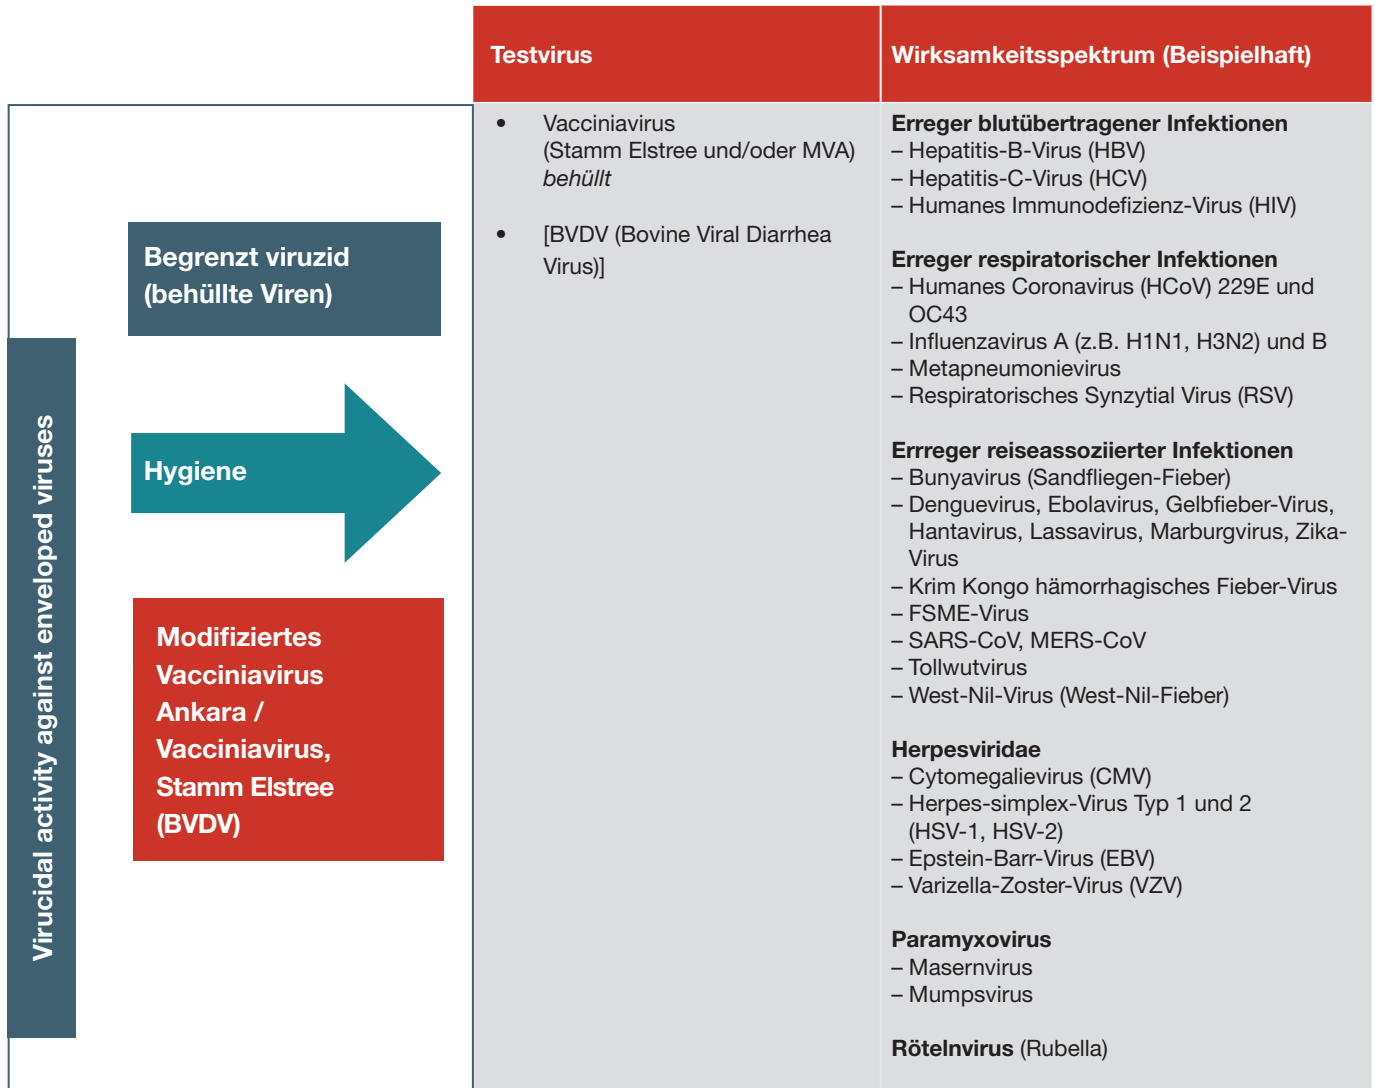 Testvirus
Wirksamkeitsspektrum (Beispielhaft)
Virucidal activity against enveloped viruses
Begrenzt viruzid
(behüllte Viren)
Hygiene
Modifiziertes
Vacciniavirus
Ankara /
Vacciniavirus,
Stamm Elstree
(BVDV)
• Vacciniavirus
(Stamm Elstree und/oder MVA)
behüllt
• [BVDV (Bovine Viral Diarrhea
Virus)]
Erreger blutübertragener Infektionen
– Hepatitis-B-Virus (HBV)
– Hepatitis-C-Virus (HCV)
– Humanes Immunodefizienz-Virus (HIV)
Erreger respiratorischer Infektionen
– Humanes Coronavirus (HCoV) 229E und
OC43
– Influenzavirus A (z.B. H1N1, H3N2) und B
– Metapneumonievirus
– Respiratorisches Synzytial Virus (RSV)
Errreger reiseassoziierter Infektionen
– Bunyavirus (Sandfliegen-Fieber)
– Denguevirus, Ebolavirus, Gelbfieber-Virus,
Hantavirus, Lassavirus, Marburgvirus, Zika-
Virus
– Krim Kongo hämorrhagisches Fieber-Virus
– FSME-Virus
– SARS-CoV, MERS-CoV
– Tollwutvirus
– West-Nil-Virus (West-Nil-Fieber)
Herpesviridae
– Cytomegalievirus (CMV)
– Herpes-simplex-Virus Typ 1 und 2
(HSV-1, HSV-2)
– Epstein-Barr-Virus (EBV)
– Varizella-Zoster-Virus (VZV)
Paramyxovirus
– Masernvirus
– Mumpsvirus
Rötelnvirus (Rubella)